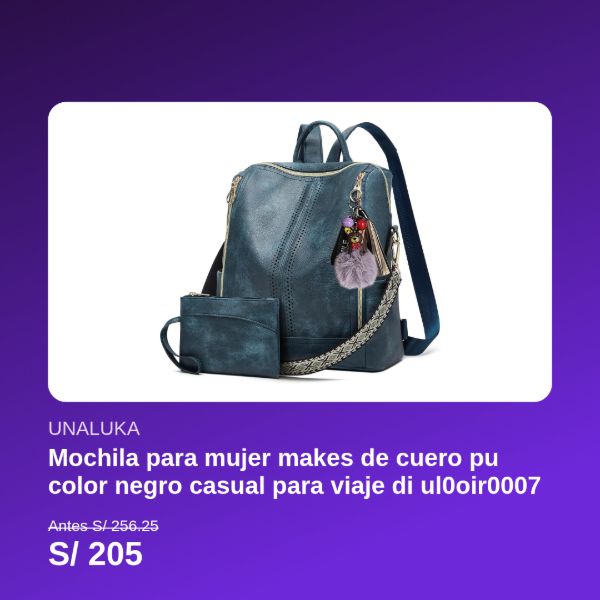 UNALUKA
Mochila para mujer makes de cuero pu
color negro casual para viaje di ul0oir0007
Antes S/ 256.25
S/ 205